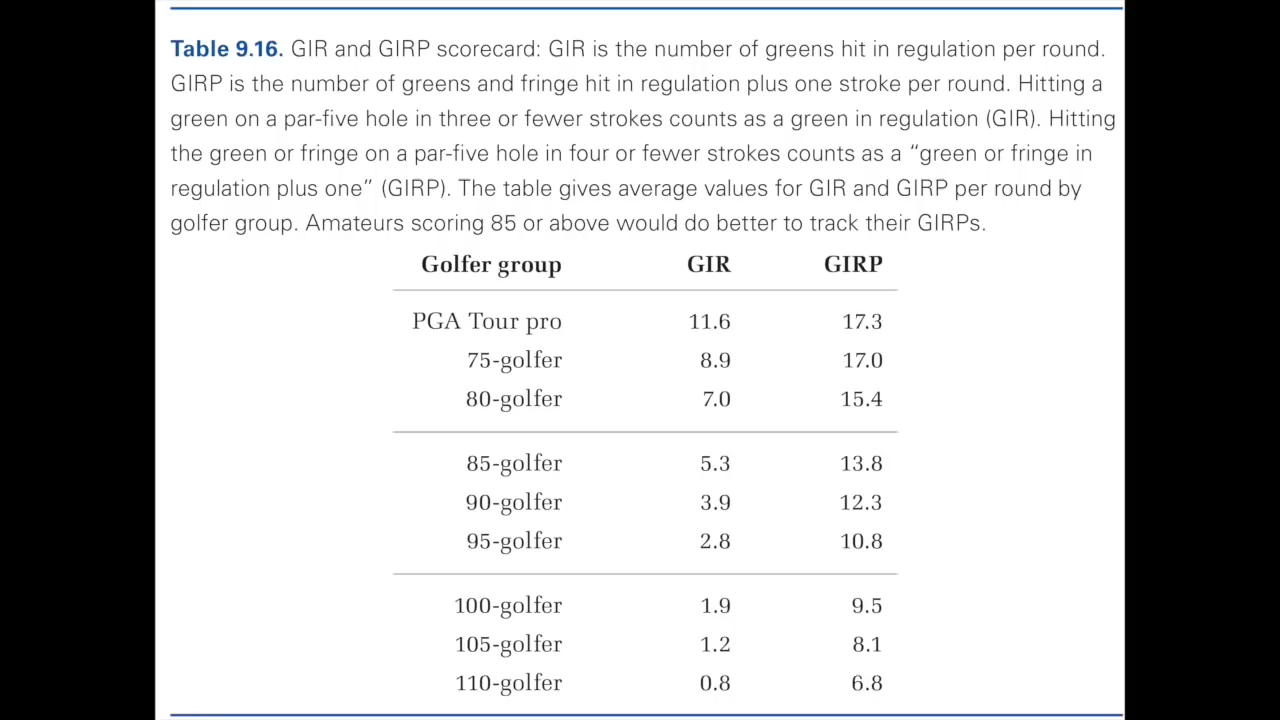 Table 9.16. GIR and GIRP scorecard: GIR is the number of greens hit in regulation per round.
GIRP is the number of greens and fringe hit in regulation plus one stroke per round. Hitting a
green on a par-five hole in three or fewer strokes counts as a green in regulation (GIR). Hitting
the green or fringe on a par-five hole in four or fewer strokes counts as a “green or fringe in
regulation plus one” (GIRP). The table gives average values for GIR and GIRP per round by
golfer group. Amateurs scoring 85 or above would do better to track their GIRPs.
Golfer group GIR GIRP
PGA Tour pro 11.6 17.3
75-golfer 8.9 17.0
80-golfer 7.0 15.4
85-golfer 5.3 13.8
90-golfer 3.9 12.3
95-golfer 2.8 10.8
100-golfer 1.9 9.5
105-golfer 1.2 8.1
110-golfer 0.8 6.8